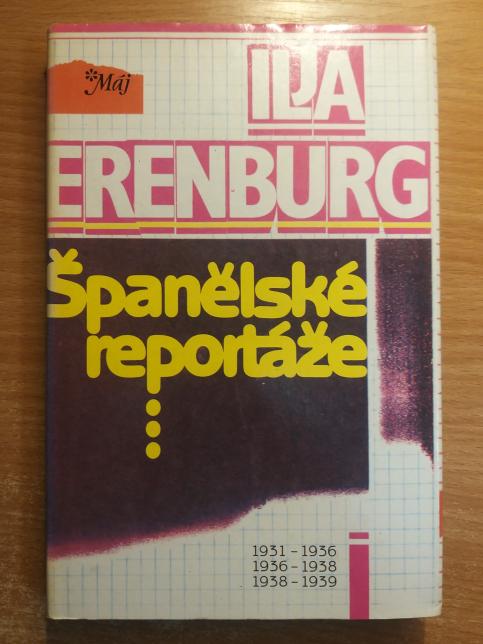 *Máj
ILJA
ERENBURG
Španělské
reportáže
1931 – 1936
1936 – 1938
1938 – 1939